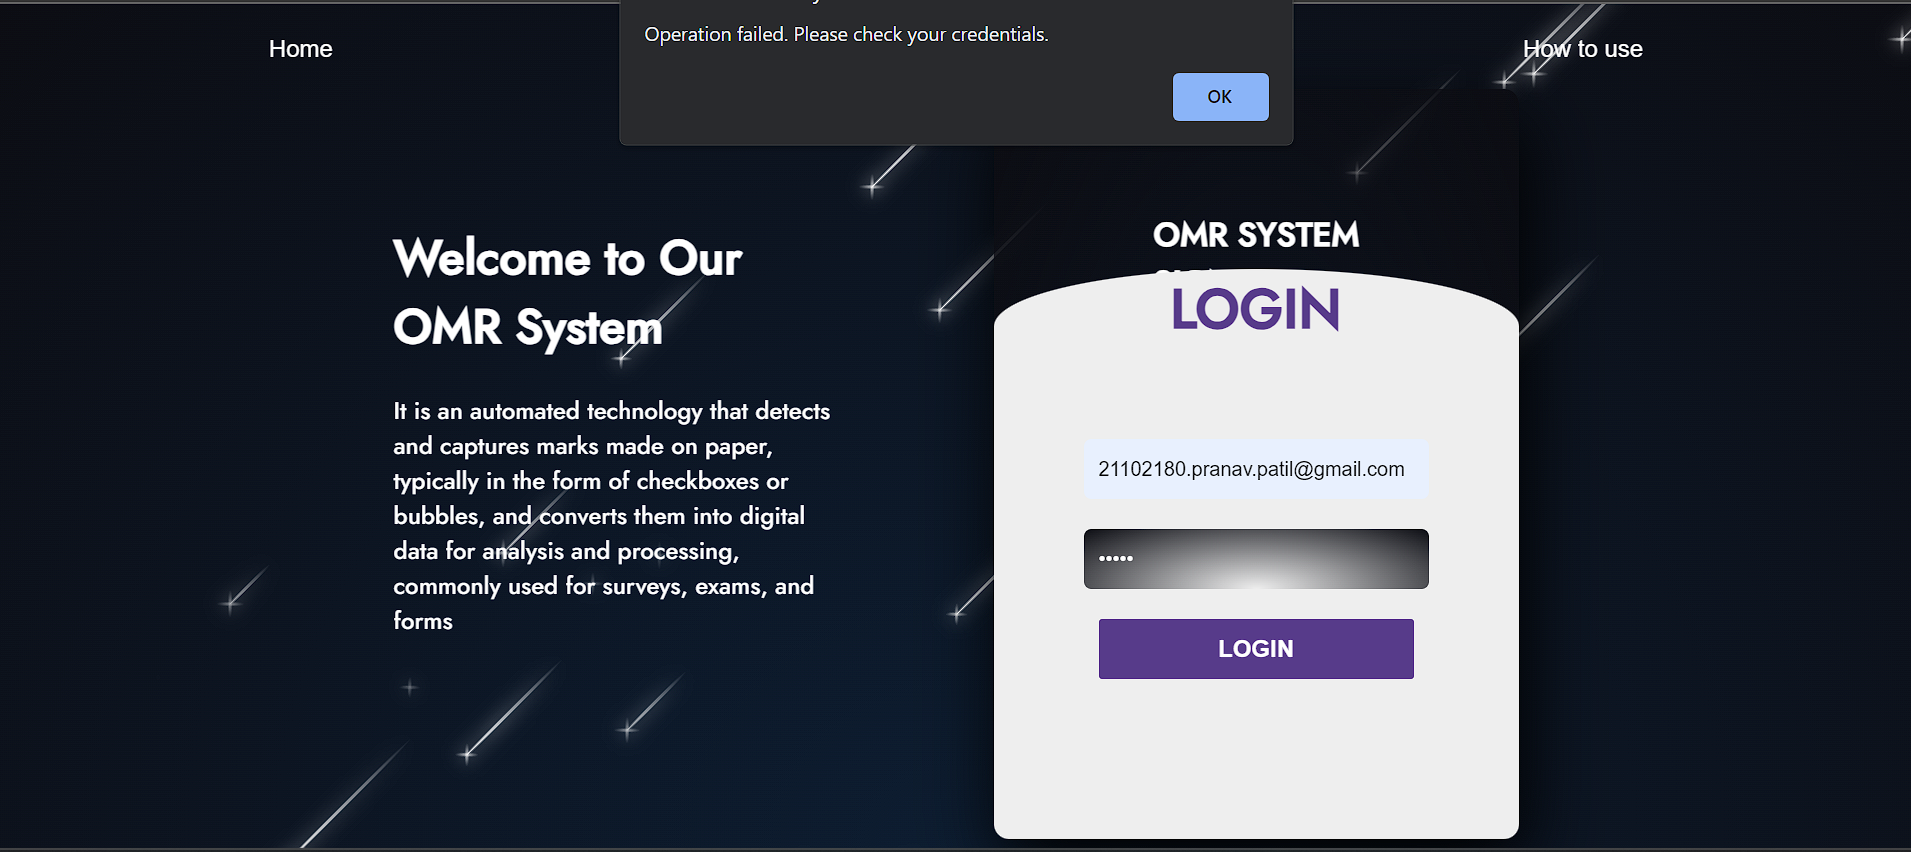 Operation failed. Please check your credentials.
OK
Home
How to use
Welcome to Our
OMR System
It is an automated technology that detects
and captures marks made on paper,
typically in the form of checkboxes or
bubbles, and converts them into digital
data for analysis and processing,
commonly used for surveys, exams, and
forms
OMR SYSTEM
LOGIN
21102180.pranav.patil@gmail.com
•••••
LOGIN